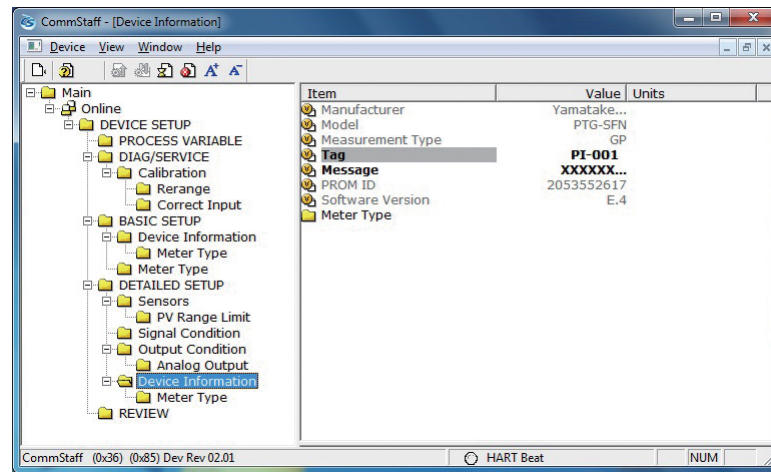 CommStaff - [Device Information]
Device View Window Help
Main
Online
DEVICE SETUP
PROCESS VARIABLE
DIAG/SERVICE
Calibration
Rerange
Correct Input
BASIC SETUP
Device Information
Meter Type
Meter Type
DETAILED SETUP
Sensors
PV Range Limit
Signal Condition
Output Condition
Analog Output
Device Information
Meter Type
REVIEW
Item Value Units
Manufacturer Yamatake...
Model PTG-SFN
Measurement Type GP
Tag PI-001
Message XXXXXX...
PROM ID 2053552617
Software Version E.4
Meter Type
CommStaff (0x36) (0x85) Dev Rev 02.01 HART Beat NUM